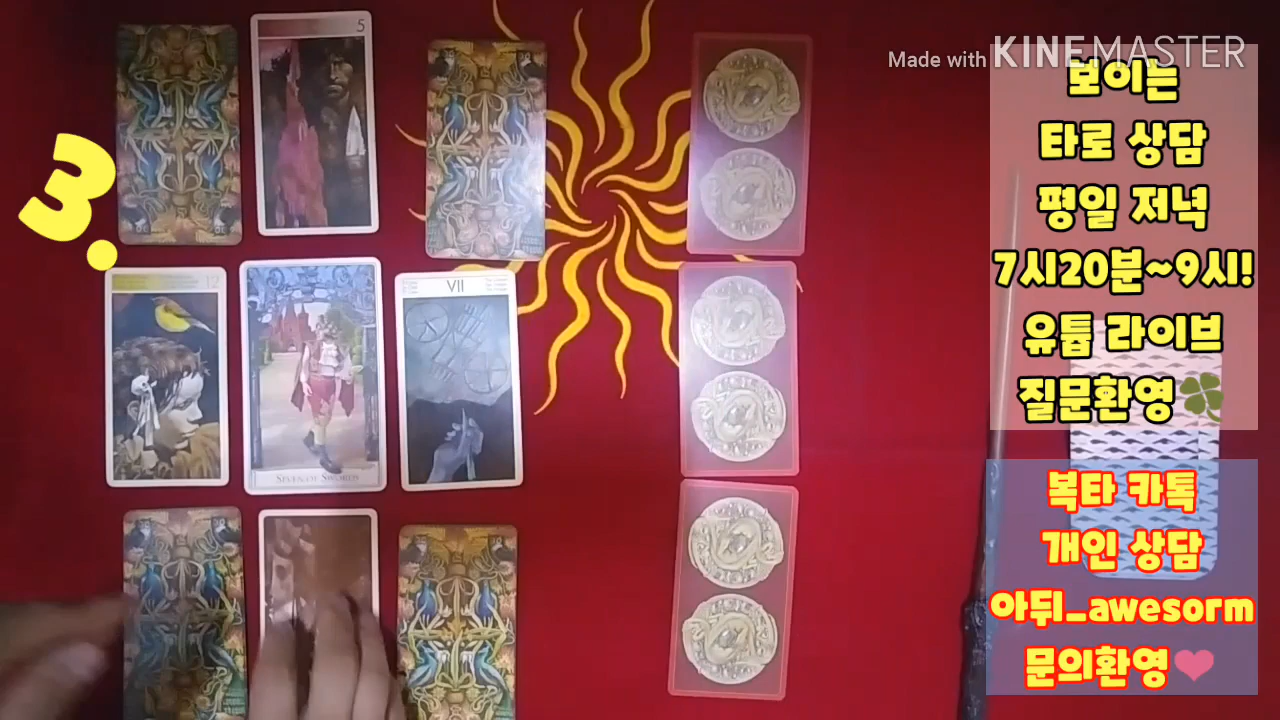 Made with KINEMASTER
3.
5
12
VII
SEVEN OF SWORDS
보이는
타로 상담
평일 저녁
7시20분~9시!
유튭 라이브
질문환영🍀
복타 카톡
개인 상담
아뒤_awesorm
문의환영❤